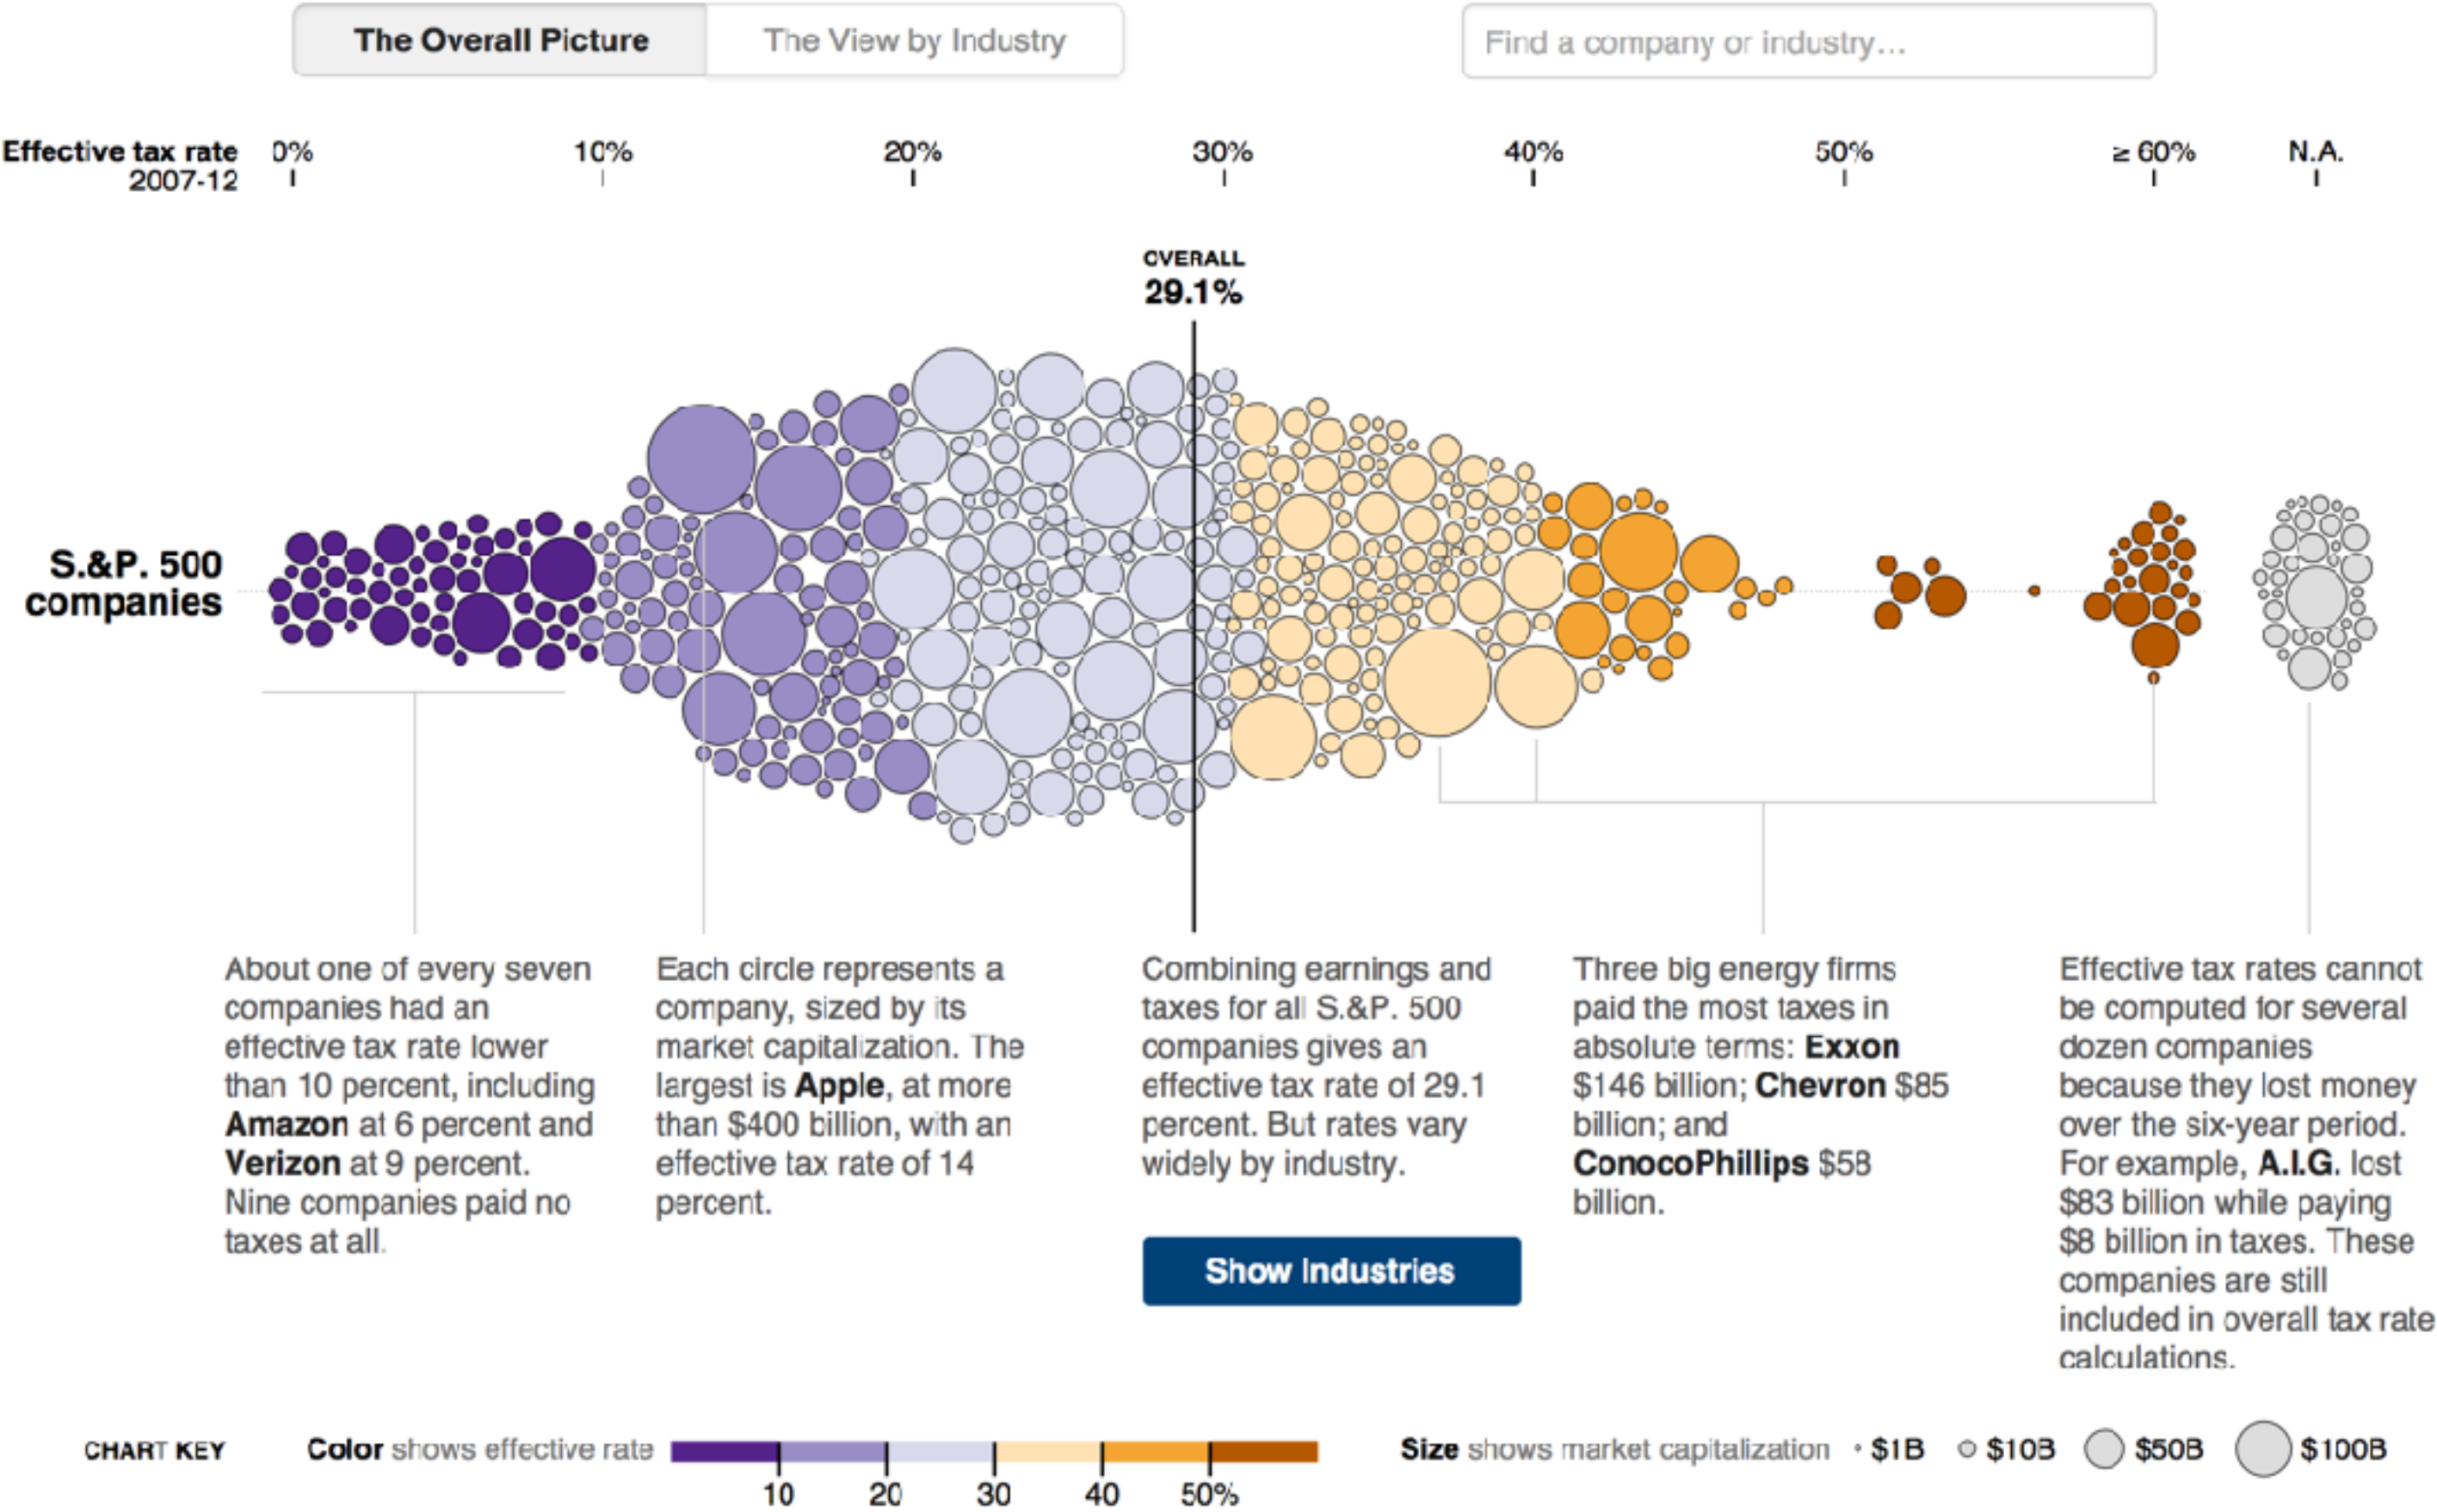 The Overall Picture
The View by Industry
Find a company or industry...
Effective tax rate
2007-12
0%
10%
20%
30%
40%
50%
≥ 60%
N.A.
OVERALL
29.1%
S.&P. 500
companies
About one of every seven
companies had an
effective tax rate lower
than 10 percent, including
Amazon at 6 percent and
Verizon at 9 percent.
Nine companies paid no
taxes at all.
Each circle represents a
company, sized by its
market capitalization. The
largest is Apple, at more
than $400 billion, with an
effective tax rate of 14
percent.
Combining earnings and
taxes for all S.&P. 500
companies gives an
effective tax rate of 29.1
percent. But rates vary
widely by industry.
Show Industries
Three big energy firms
paid the most taxes in
absolute terms: Exxon
$146 billion; Chevron $85
billion; and
ConocoPhillips $58
billion.
Effective tax rates cannot
be computed for several
dozen companies
because they lost money
over the six-year period.
For example, A.I.G. lost
$83 billion while paying
$8 billion in taxes. These
companies are still
included in overall tax rate
calculations.
CHART KEY
Color shows effective rate
10
20
30
40
50%
Size shows market capitalization
$1B
$10B
$50B
$100B